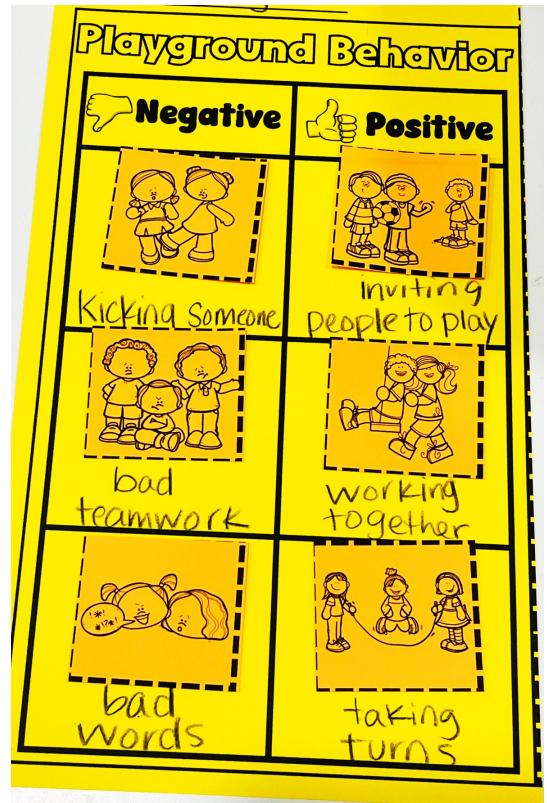 Playground Behavior
Negative
Positive
Kicking someone
inviting
people to play
bad
teamwork
working
together
!*!
*!?*!
bad
words
taking
turns